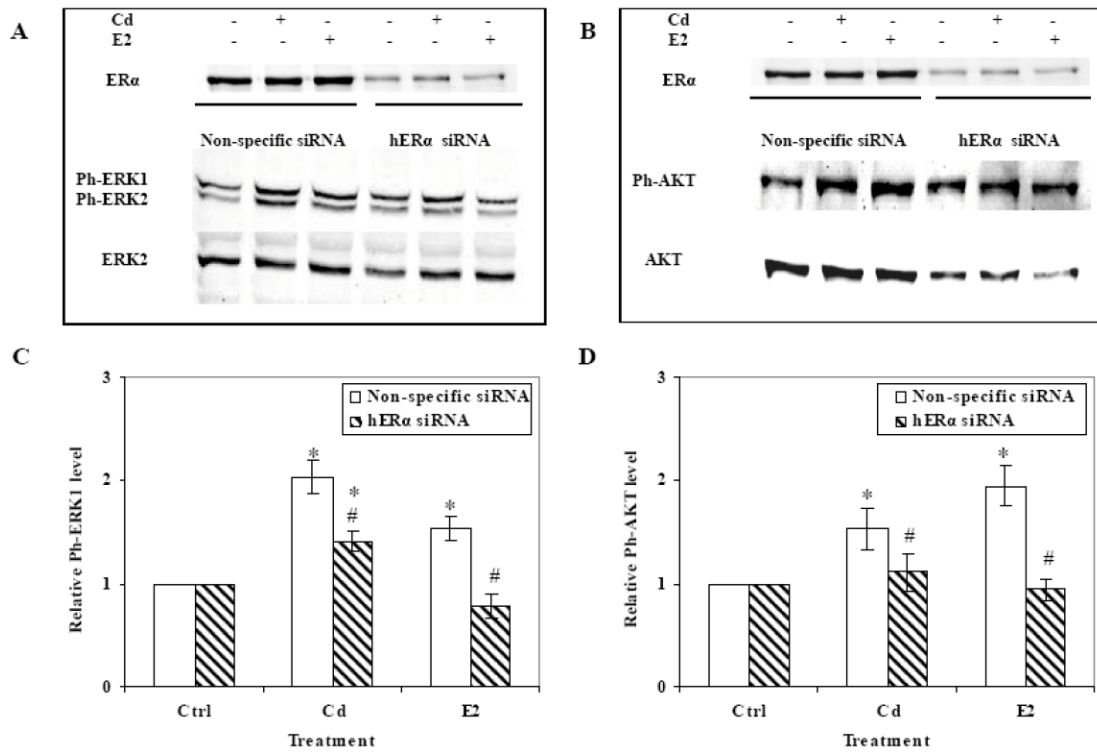 A
Cd - + - - + -
E2 - - + - - +
ERα
Non-specific siRNA hERα siRNA
Ph-ERK1
Ph-ERK2
ERK2
B
Cd - + - - + -
E2 - - + - - +
ERα
Non-specific siRNA hERα siRNA
Ph-AKT
AKT
C
3
2
1
0
Relative Ph-ERK1 level
Non-specific siRNA
hERα siRNA
*
*
#
*
#
Ctrl Cd E2
Treatment
D
3
2
1
0
Relative Ph-AKT level
Non-specific siRNA
hERα siRNA
*
#
*
#
Ctrl Cd E2
Treatment